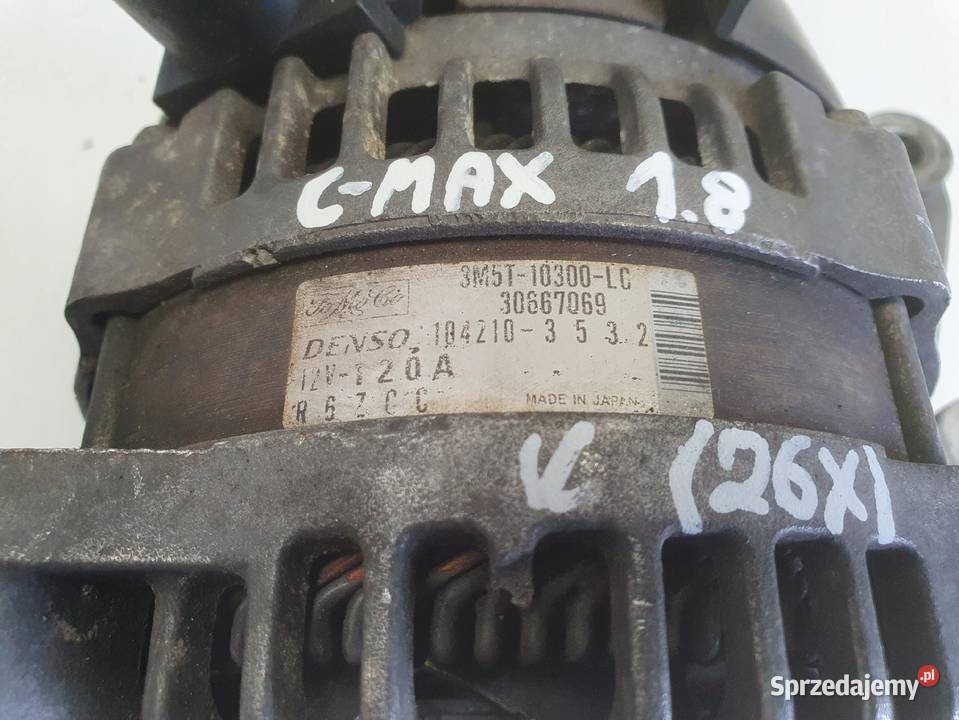 C-MAX 1.8
3M5T-10300-LC
30667069
FoMoCo
DENSO 104210-3532
12V-120A
R6ZCC
MADE IN JAPAN
(26X)
Sprzedajemy.pl